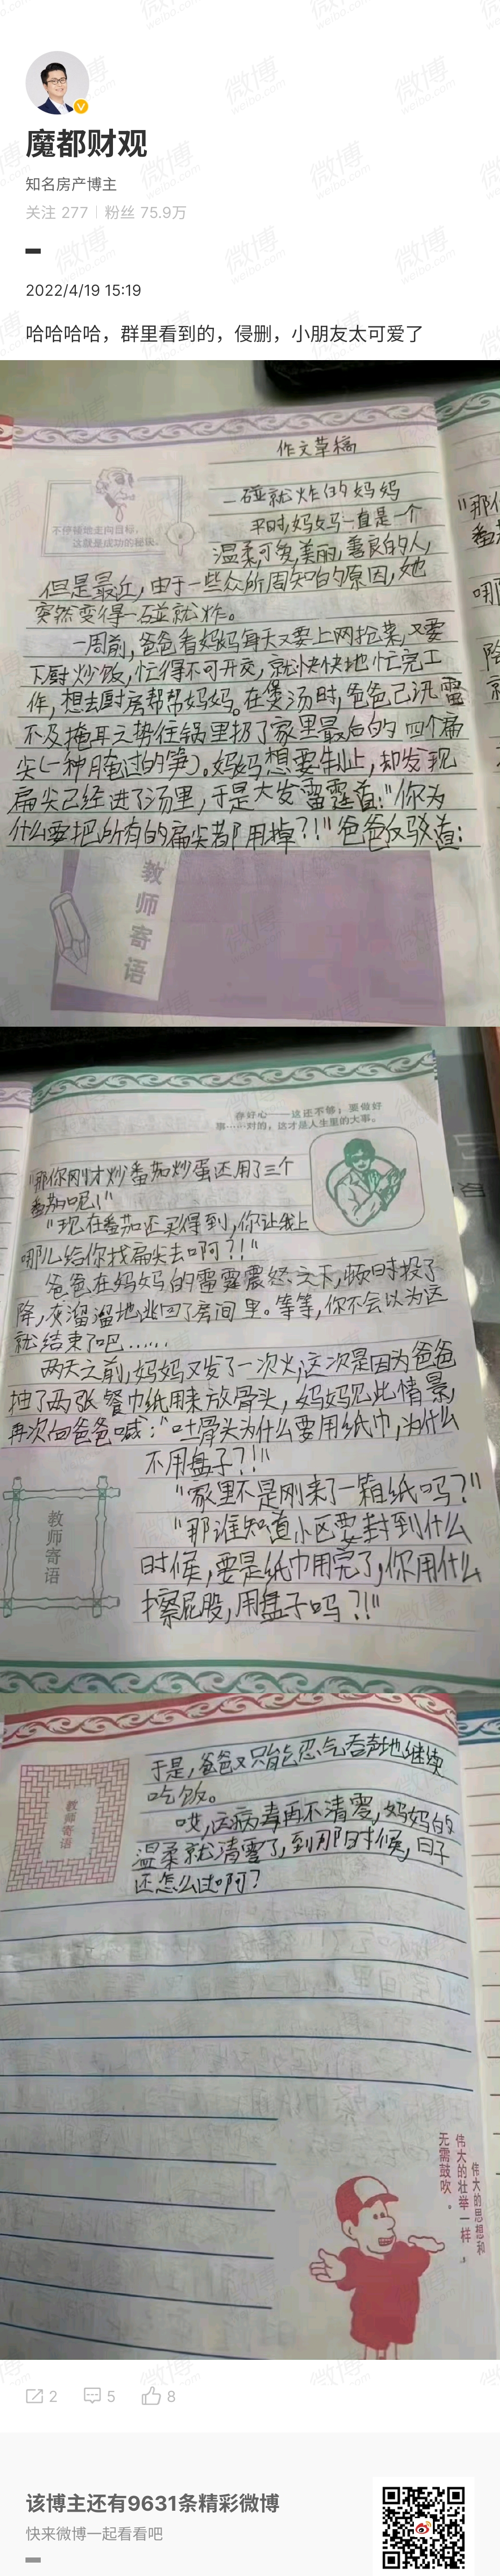 魔都财观
知名房产博主
关注 277 | 粉丝 75.9万
2022/4/19 15:19
哈哈哈哈，群里看到的，侵删，小朋友太可爱了
作文草稿
不停顿地走向目标，
这就是成功的秘诀。
一碰就炸的妈妈
平时，妈妈一直是一个
温柔可爱美丽，善良的人，
但是最近，由于一些众所周知的原因，她
突然变得一碰就炸。
一周前，爸爸看妈妈每天又要上网抢菜，又要
下厨炒饭，忙得不可开交，就快快地忙完工
作，想去厨房帮帮妈妈。在煲汤时，爸爸已迅雷
不及掩耳之势往锅里扔了家里最后的四个扁
尖（一种腌过的笋）。妈妈想要制止，却发现
扁尖已经进了汤里，于是大发雷霆道：“你为
什么要把所有的扁尖都用掉？！”爸爸反驳道：
教师寄语
存好心——这还不够；要做好
事……对的，这才是人生里的大事。
“那你刚才炒番茄炒蛋还用了三个
番茄呢！”
“现在番茄还买得到，你让我上
哪儿给你找扁尖去啊？！”
爸爸在妈妈的雷霆震怒之下，顿时投了
降，灰溜溜地逃回了房间里。等等，你不会以为这
就结束了吧……
两天之前，妈妈又发了一次火，这次是因为爸爸
抽了两张餐巾纸用来放骨头，妈妈见此情景，
再次向爸爸喊：“吐骨头为什么要用纸巾，为什么
不用盘子？！”
“家里不是刚来了一箱纸吗？”
“那谁知道小区要封到什么
时候，要是纸巾用完了，你用什么
擦屁股，用盘子吗？！”
教师寄语
于是，爸爸又只能忍气吞声地继续
吃饭。
哎，这病毒再不清零，妈妈的
温柔就清零了，到那时候，日子
还怎么过啊？
教师寄语
伟大的思想和
伟大的壮举一样，
无需鼓吹。
2 5 8
该博主还有9631条精彩微博
快来微博一起看看吧